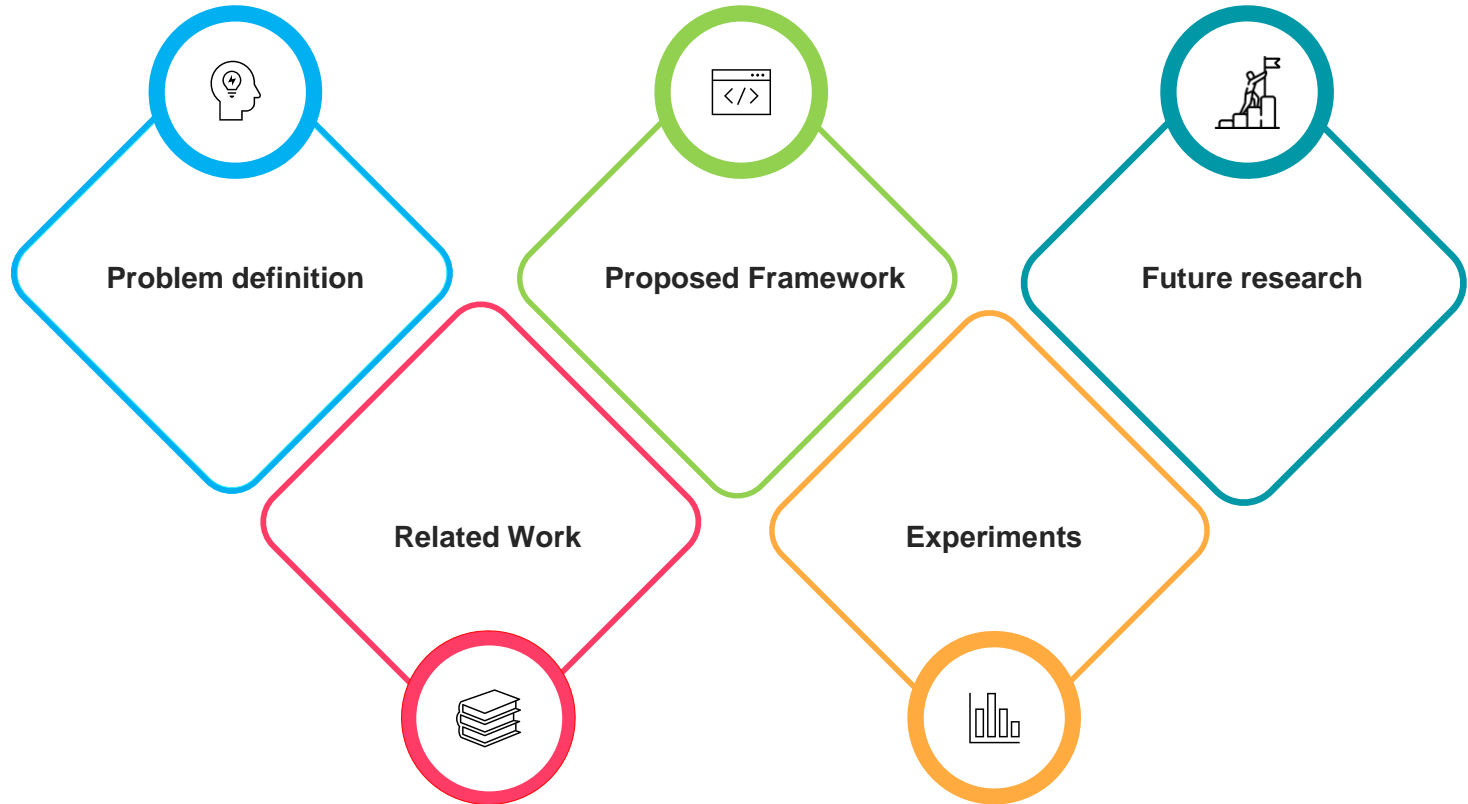 Problem definition
Proposed Framework
Future research
Related Work
Experiments